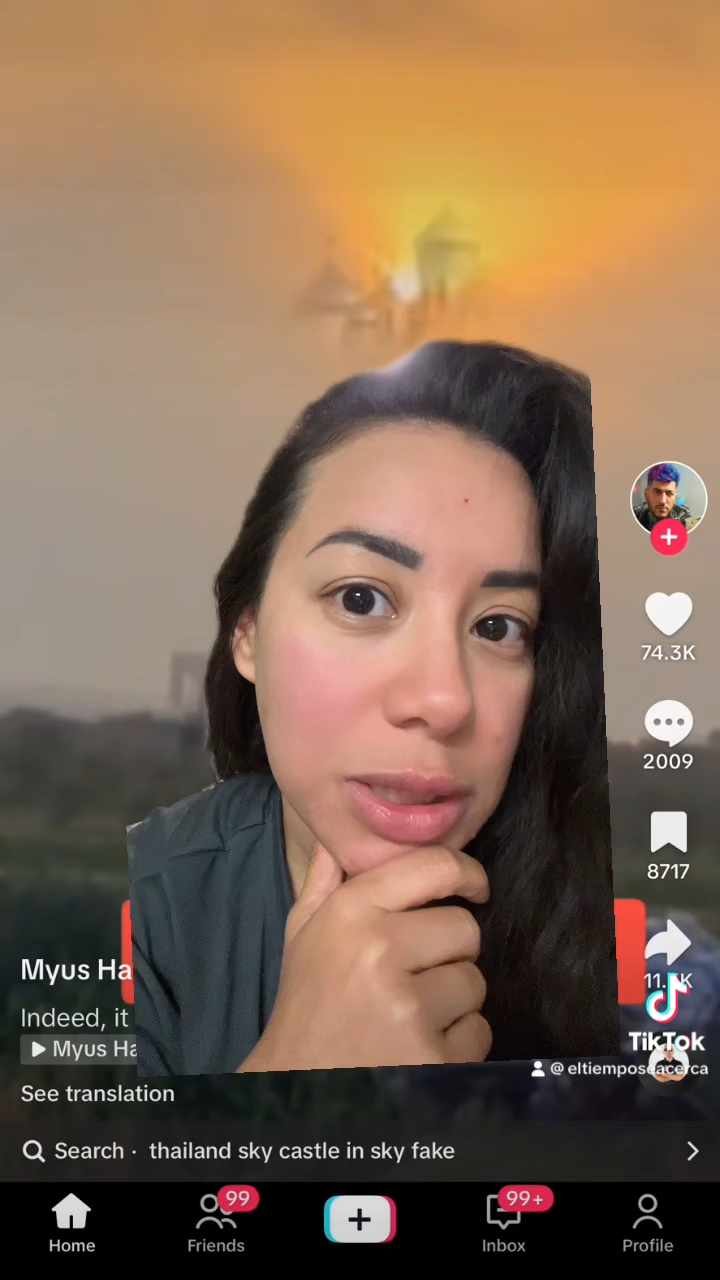 74.3K
2009
8717
Myus Ha
11.
K
Indeed, it
TikTok
Myus Ha
@eltiemposeacerca
See translation
Search · thailand sky castle in sky fake
99
99+
Home
Friends
Inbox
Profile